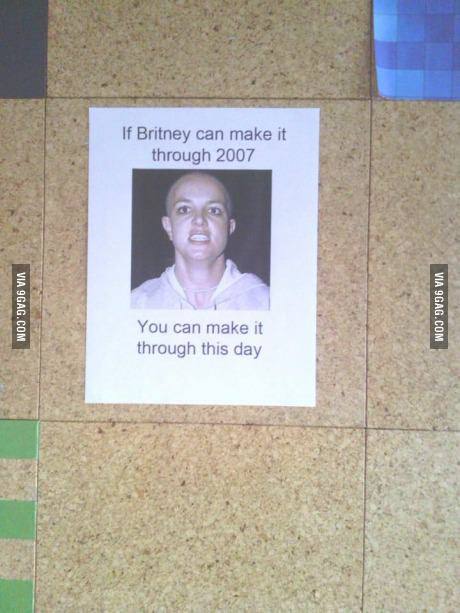 If Britney can make it
through 2007
You can make it
through this day
VIA 9GAG.COM
VIA 9GAG.COM